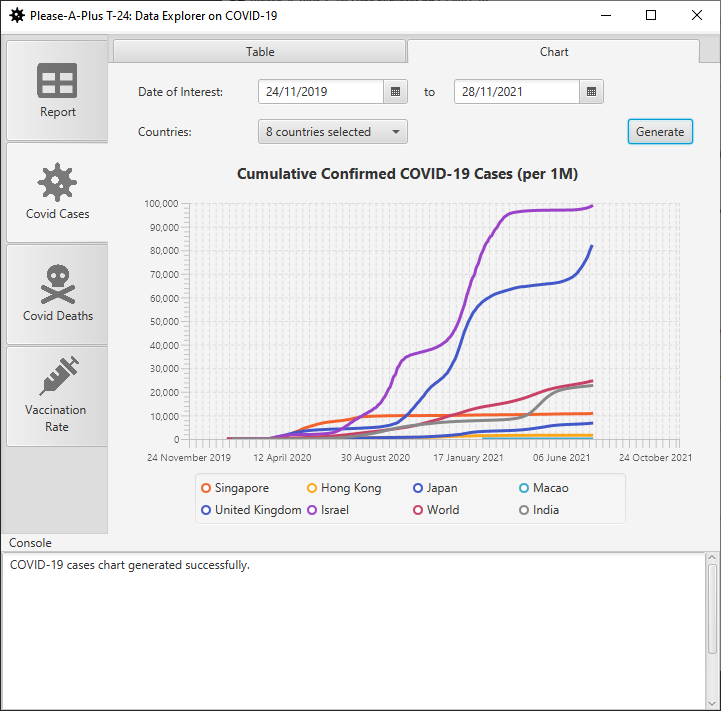 Please-A-Plus T-24: Data Explorer on COVID-19
Report
Covid Cases
Covid Deaths
Vaccination
Rate
Table
Chart
Date of Interest:
24/11/2019
to
28/11/2021
Countries:
8 countries selected
Generate
Cumulative Confirmed COVID-19 Cases (per 1M)
100,000
90,000
80,000
70,000
60,000
50,000
40,000
30,000
20,000
10,000
0
24 November 2019
12 April 2020
30 August 2020
17 January 2021
06 June 2021
24 October 2021
Singapore
Hong Kong
Japan
Macao
United Kingdom
Israel
World
India
Console
COVID-19 cases chart generated successfully.